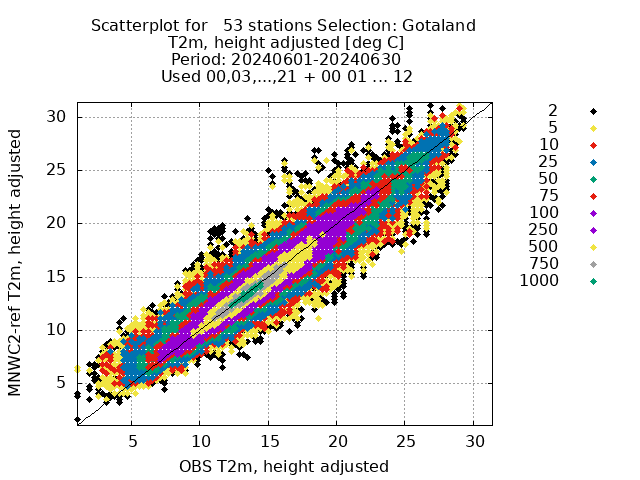 Scatterplot for   53 stations Selection: Gotaland
T2m, height adjusted [deg C]
Period: 20240601-20240630
Used 00,03,...,21 + 00 01 ... 12
MNWC2-ref T2m, height adjusted
30
25
20
15
10
5
5 10 15 20 25 30
OBS T2m, height adjusted
2
5
10
25
50
75
100
250
500
750
1000